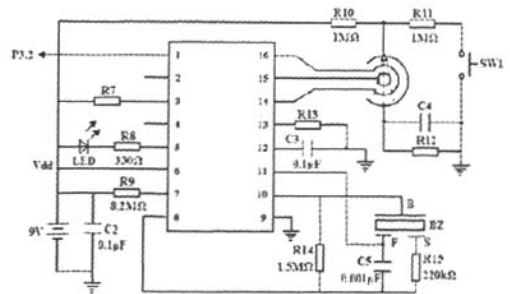 R10
R11
1MΩ
1MΩ
P3.2
1
16
SW1
2
15
R7
3
14
R13
C4
4
13
R8
C3
R12
LED
330Ω
5
12
0.1μF
Vdd
6
11
R9
7
10
B
8.2MΩ
BZ
8
9
F
S
9V
C2
0.1μF
R14
1.5MΩ
C5
0.001μF
R15
220kΩ